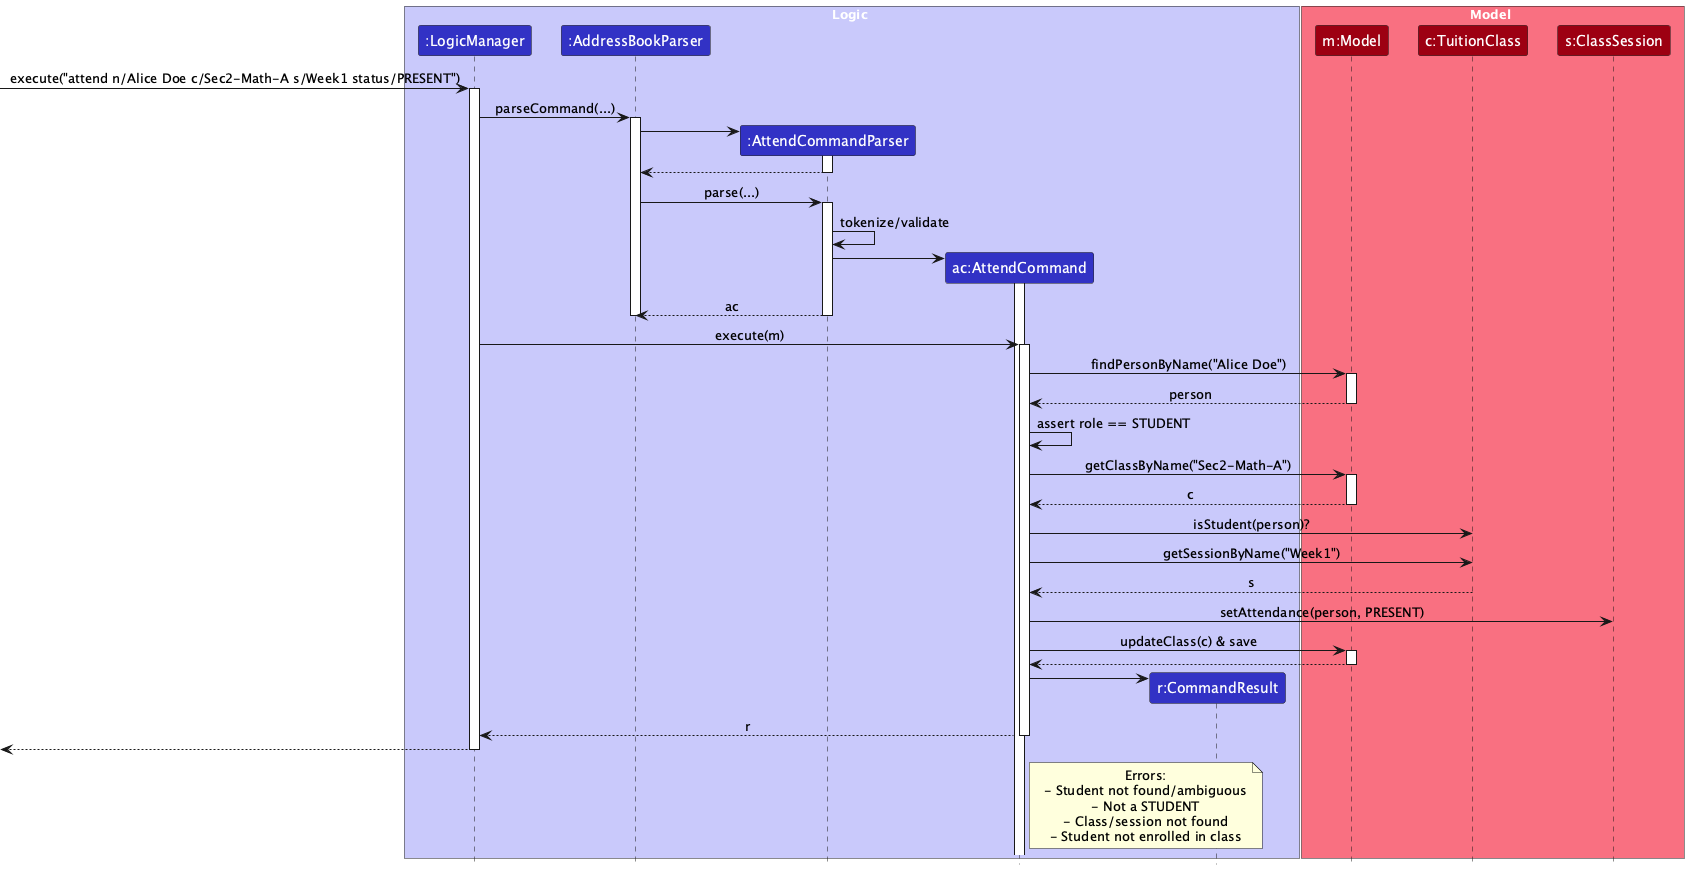 Logic
Model
:LogicManager
:AddressBookParser
m:Model
c:TuitionClass
s:ClassSession
execute("attend n/Alice Doe c/Sec2-Math-A s/Week1 status/PRESENT")
parseCommand(...)
:AttendCommandParser
parse(...)
tokenize/validate
ac:AttendCommand
ac
execute(m)
findPersonByName("Alice Doe")
person
assert role == STUDENT
getClassByName("Sec2-Math-A")
c
isStudent(person)?
getSessionByName("Week1")
s
setAttendance(person, PRESENT)
updateClass(c) & save
r:CommandResult
r
Errors:
- Student not found/ambiguous
- Not a STUDENT
- Class/session not found
- Student not enrolled in class